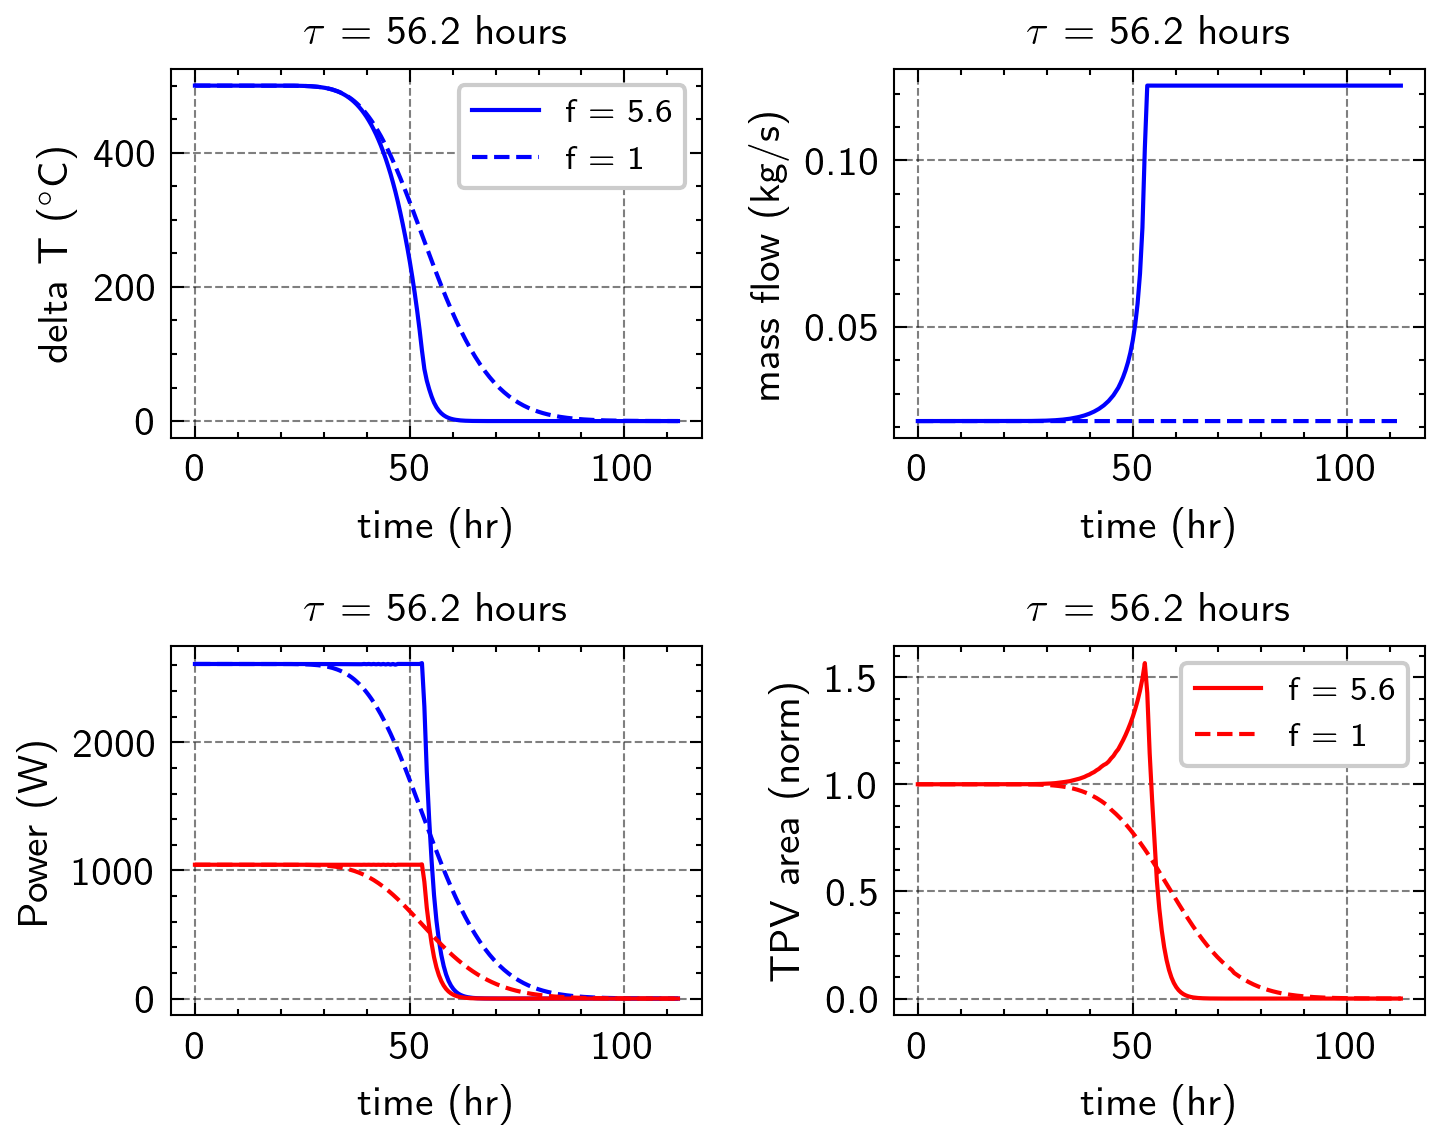 τ = 56.2 hours
delta T (°C)
400
200
0
f = 5.6
f = 1
0 50 100
time (hr)
τ = 56.2 hours
mass flow (kg/s)
0.10
0.05
0 50 100
time (hr)
τ = 56.2 hours
Power (W)
2000
1000
0
0 50 100
time (hr)
τ = 56.2 hours
TPV area (norm)
1.5
1.0
0.5
0.0
f = 5.6
f = 1
0 50 100
time (hr)